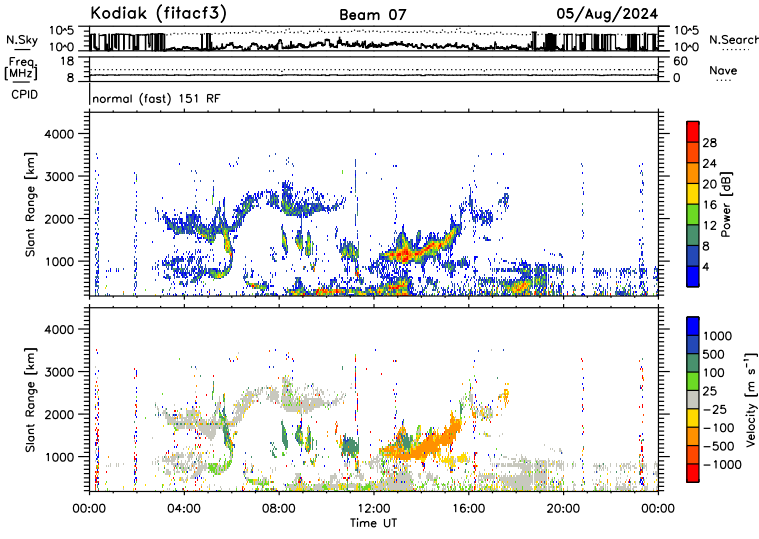 Kodiak (fitacf3) Beam 07 05/Aug/2024
N.Sky 10^5 10^0 10^5 10^0 N.Search
Freq. [MHz] 18 8 60 0 Nave
CPID normal (fast) 151 RF
Slant Range [km] 4000 3000 2000 1000
28 24 20 16 12 8 4 Power [dB]
Slant Range [km] 4000 3000 2000 1000
1000 500 100 25 −25 −100 −500 −1000 Velocity [m s⁻¹]
00:00 04:00 08:00 12:00 16:00 20:00 00:00
Time UT